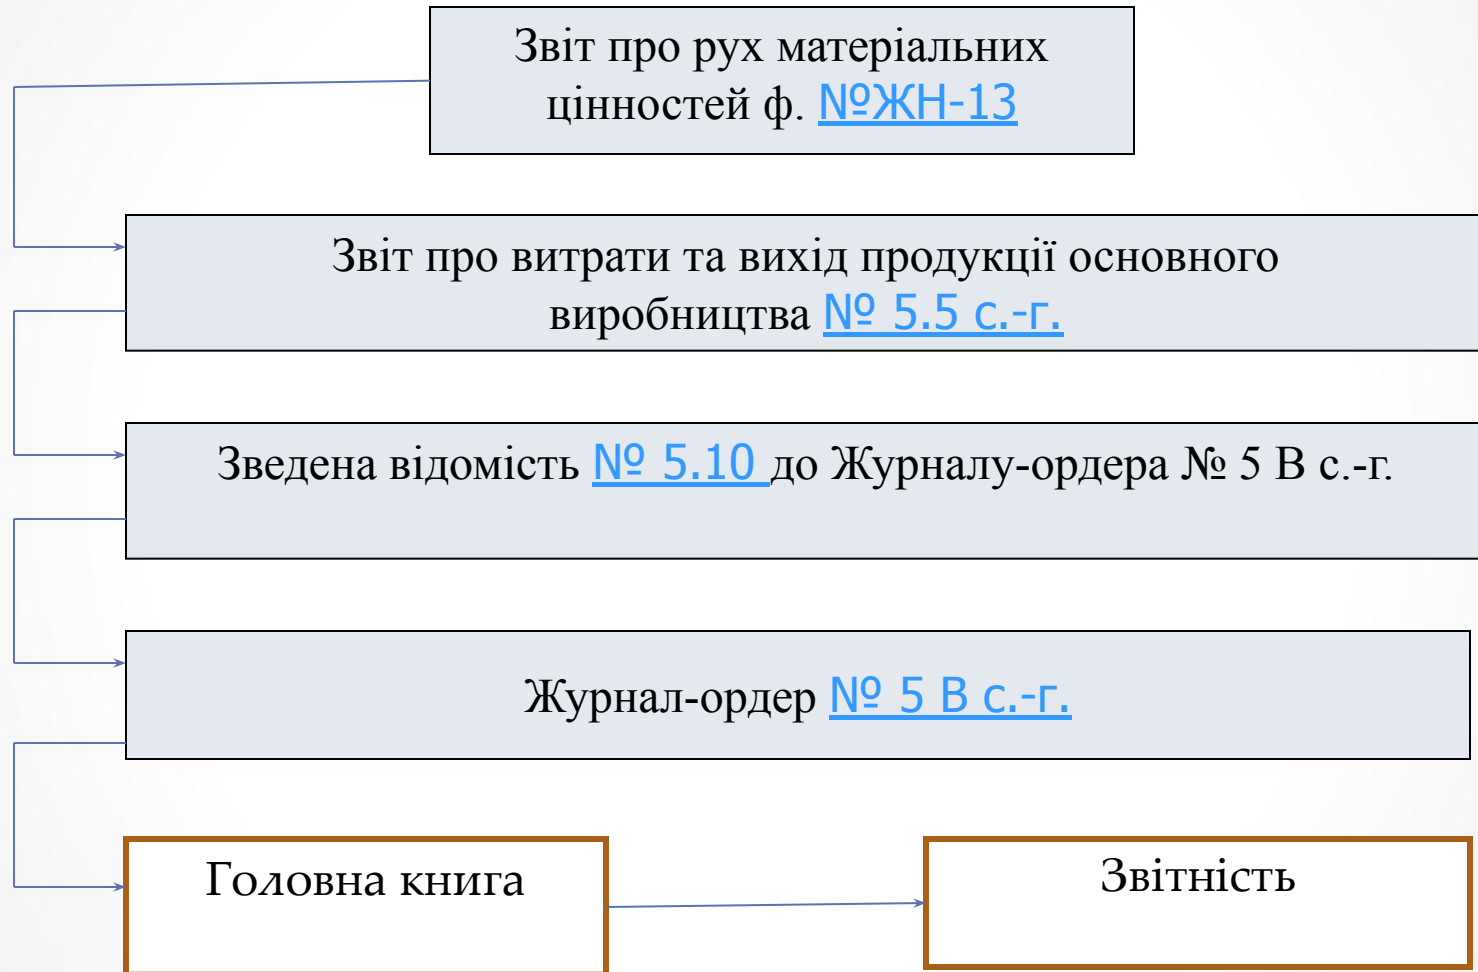 Звіт про рух матеріальних
цінностей ф. №ЖН-13
Звіт про витрати та вихід продукції основного
виробництва № 5.5 с.-г.
Зведена відомість № 5.10 до Журналу-ордера № 5 В с.-г.
Журнал-ордер № 5 В с.-г.
Головна книга
Звітність